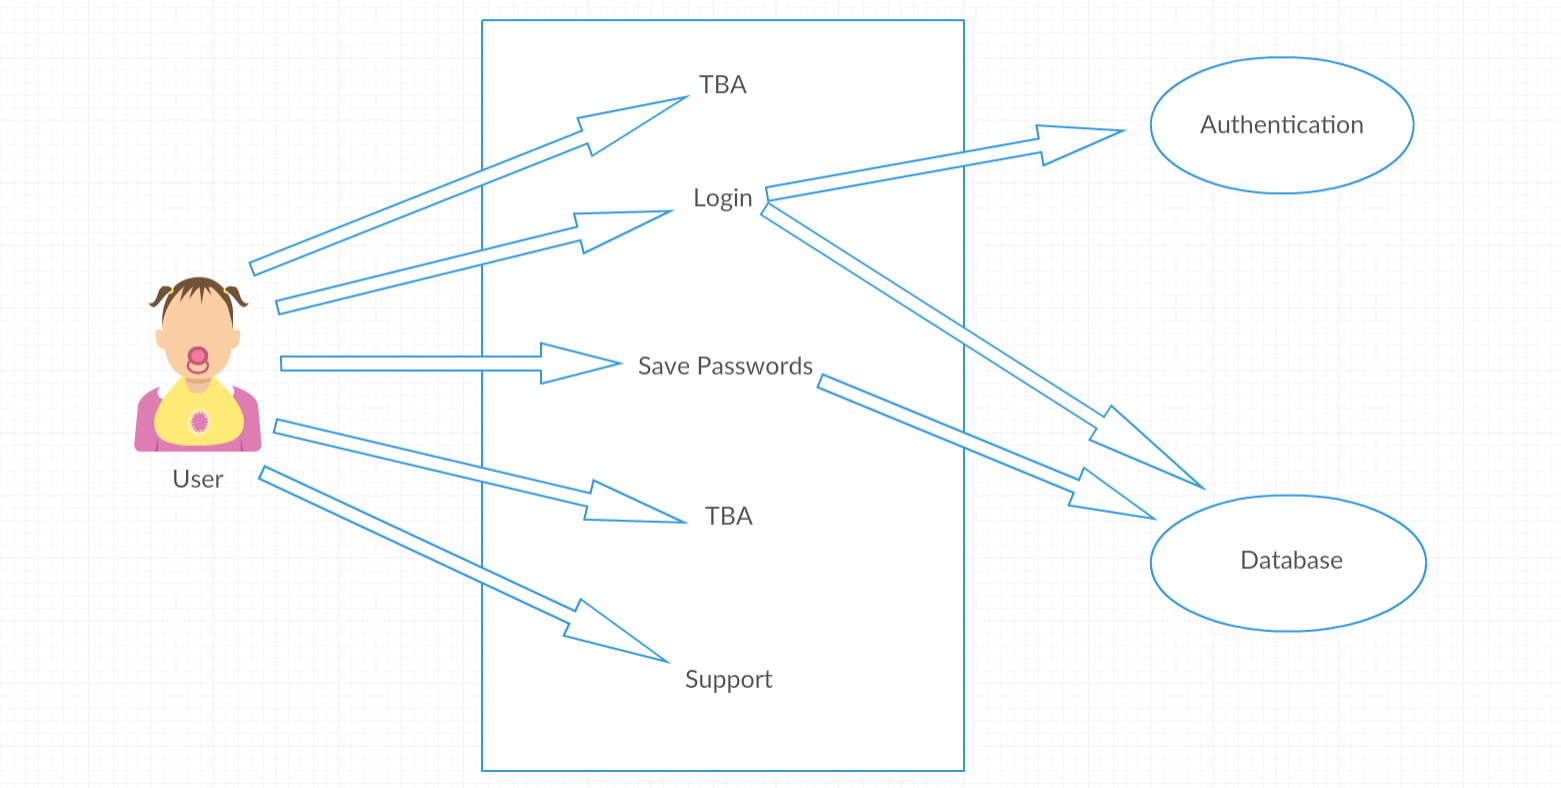 TBA
Login
Authentication
Save Passwords
User
TBA
Database
Support